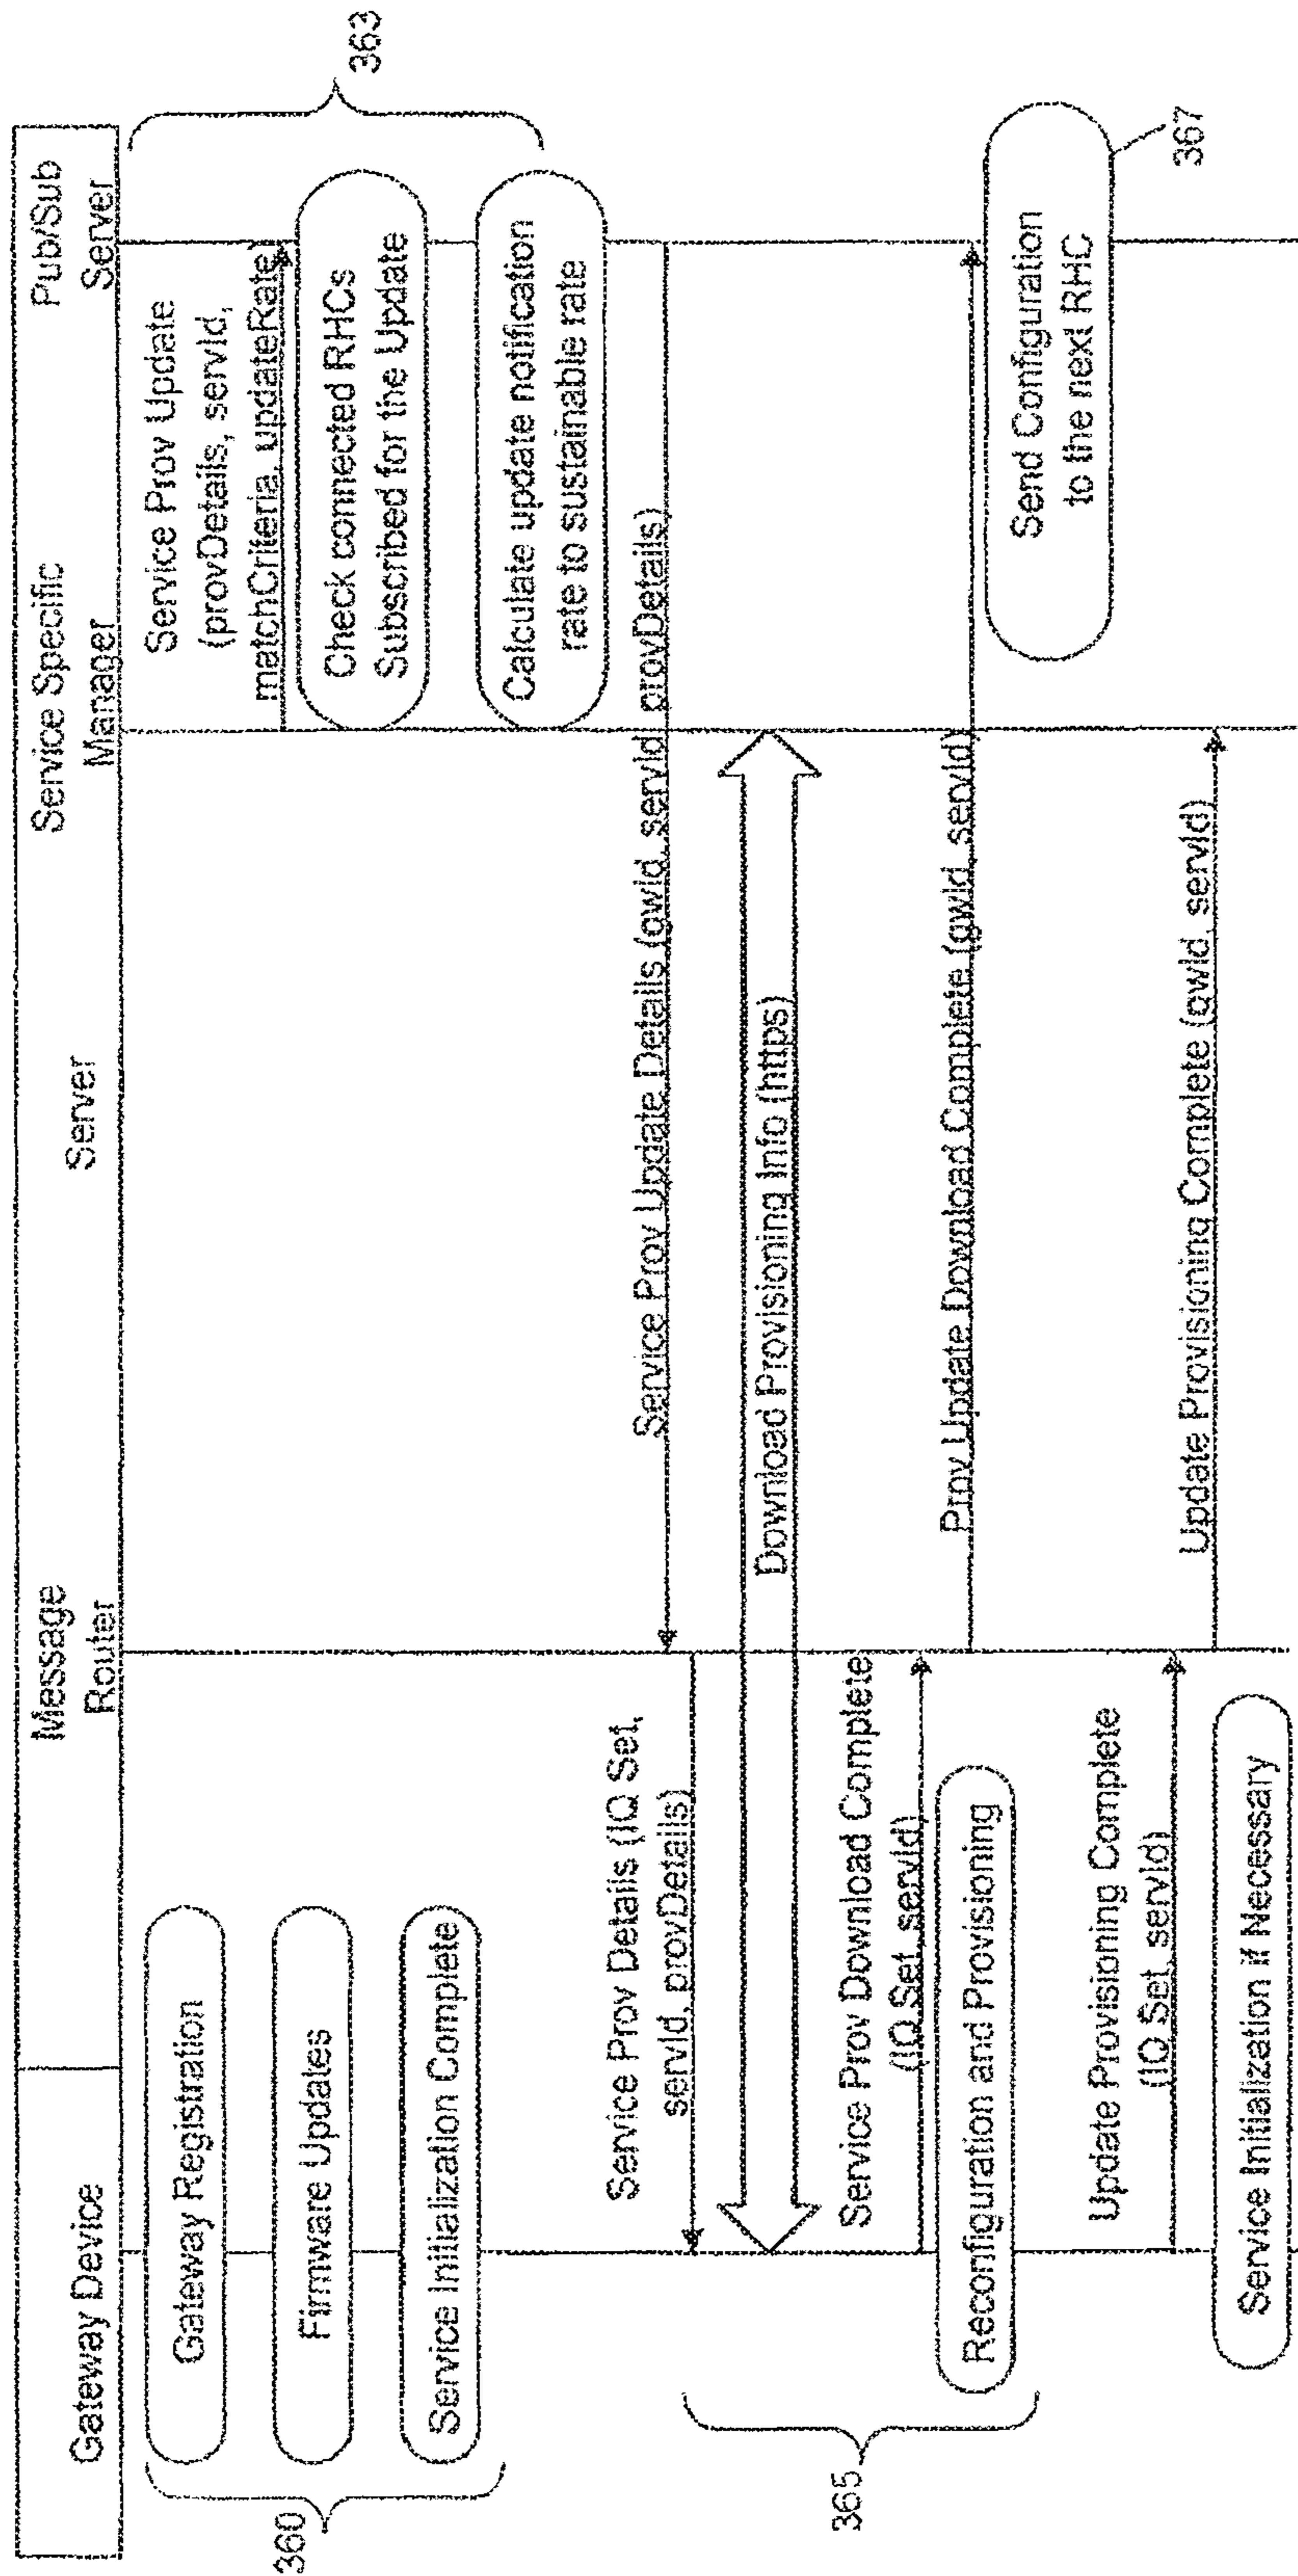 Gateway Device
Message
Router
Server
Service Specific
Manager
Pub/Sub
Server
Gateway Registration
Firmware Updates
Service Initialization Complete
360
Service Prov Update
(provDetails, servId,
matchCriteria, updateRate)
Check connected RHCs
Subscribed for the Update
Calculate update notification
rate to sustainable rate
363
Service Prov Update Details (gwId, servId, provDetails)
Service Prov Details (IQ Set,
servId, provDetails)
Download Provisioning Info (https)
Service Prov Download Complete
(IQ Set, servId)
Prov Update Download Complete (gwId, servId)
Reconfiguration and Provisioning
365
Send Configuration
to the next RHC
367
Update Provisioning Complete
(IQ Set, servId)
Update Provisioning Complete (gwId, servId)
Service Initialization if Necessary